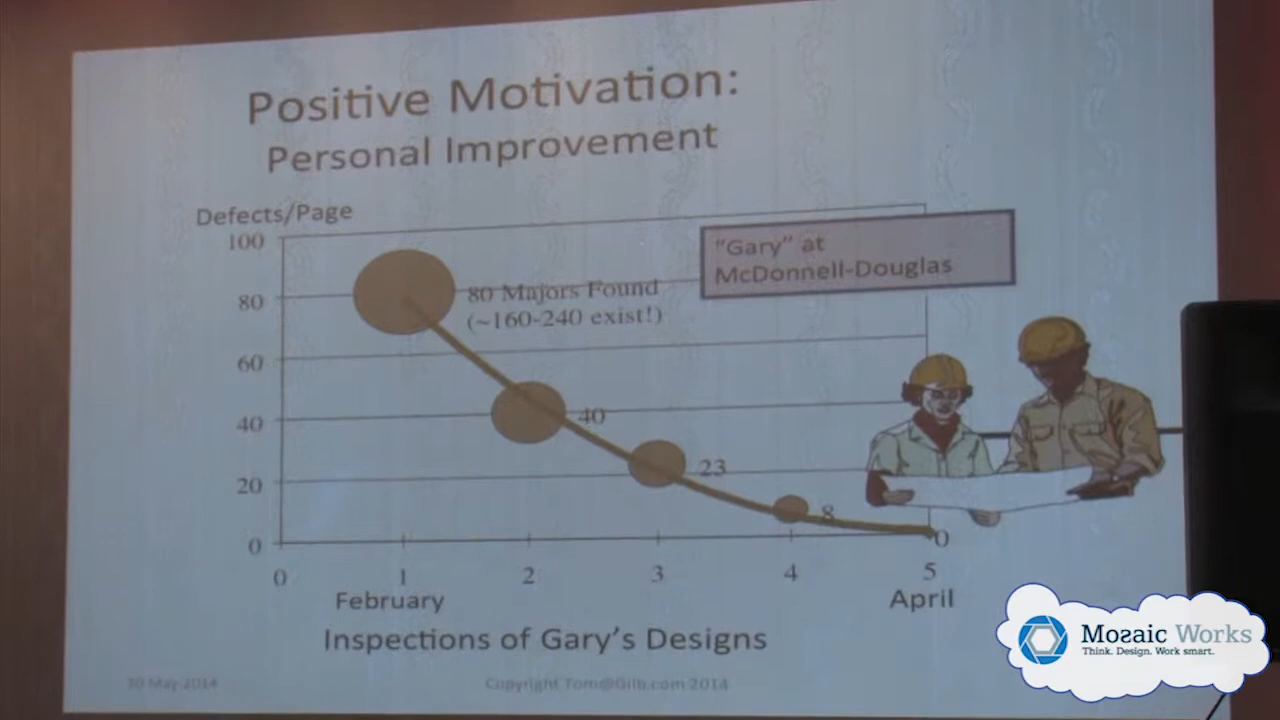 Positive Motivation:
Personal Improvement
Defects/Page
100
80
60
40
20
0
"Gary" at
McDonnell-Douglas
80 Majors Found
(~160-240 exist!)
40
23
8
0
0 1 2 3 4 5
February April
Inspections of Gary's Designs
30-May-2014 Copyright Tom@Gilb.com 2014
Mozaic Works
Think. Design. Work smart.